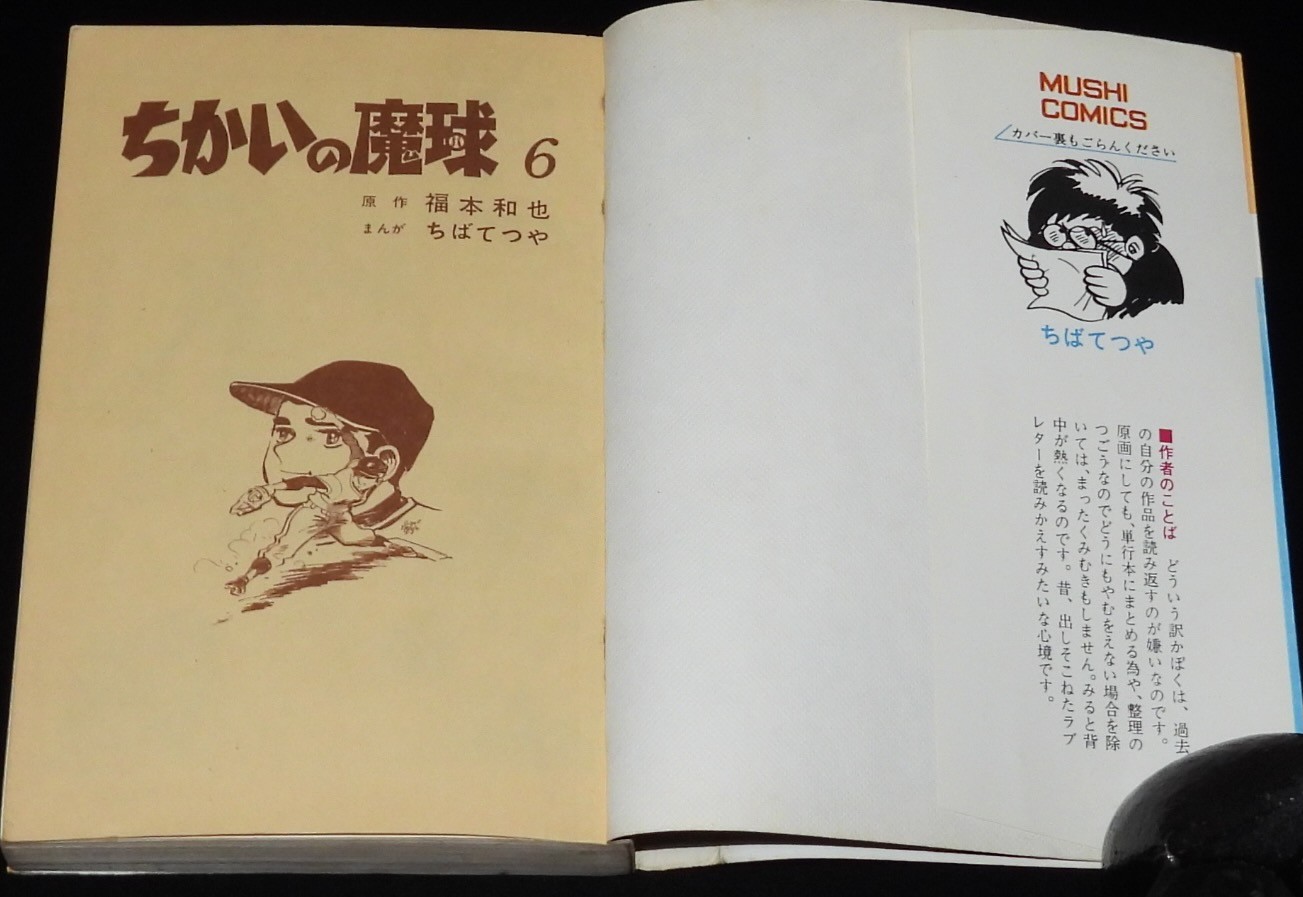 ちかいの魔球 6
原作 福本和也
まんが ちばてつや
MUSHI
COMICS
カバー裏もごらんください
ちばてつや
■作者のことば どういう訳かぼくは、過去
の自分の作品を読み返すのが嫌いなのです。
原画にしても、単行本にまとめる為や、整理の
つごうなのでどうにもやむをえない場合を除
いては、まったくみむきもしません。みると背
中が熱くなるのです。昔、出しそこねたラブ
レターを読みかえすみたいな心境です。